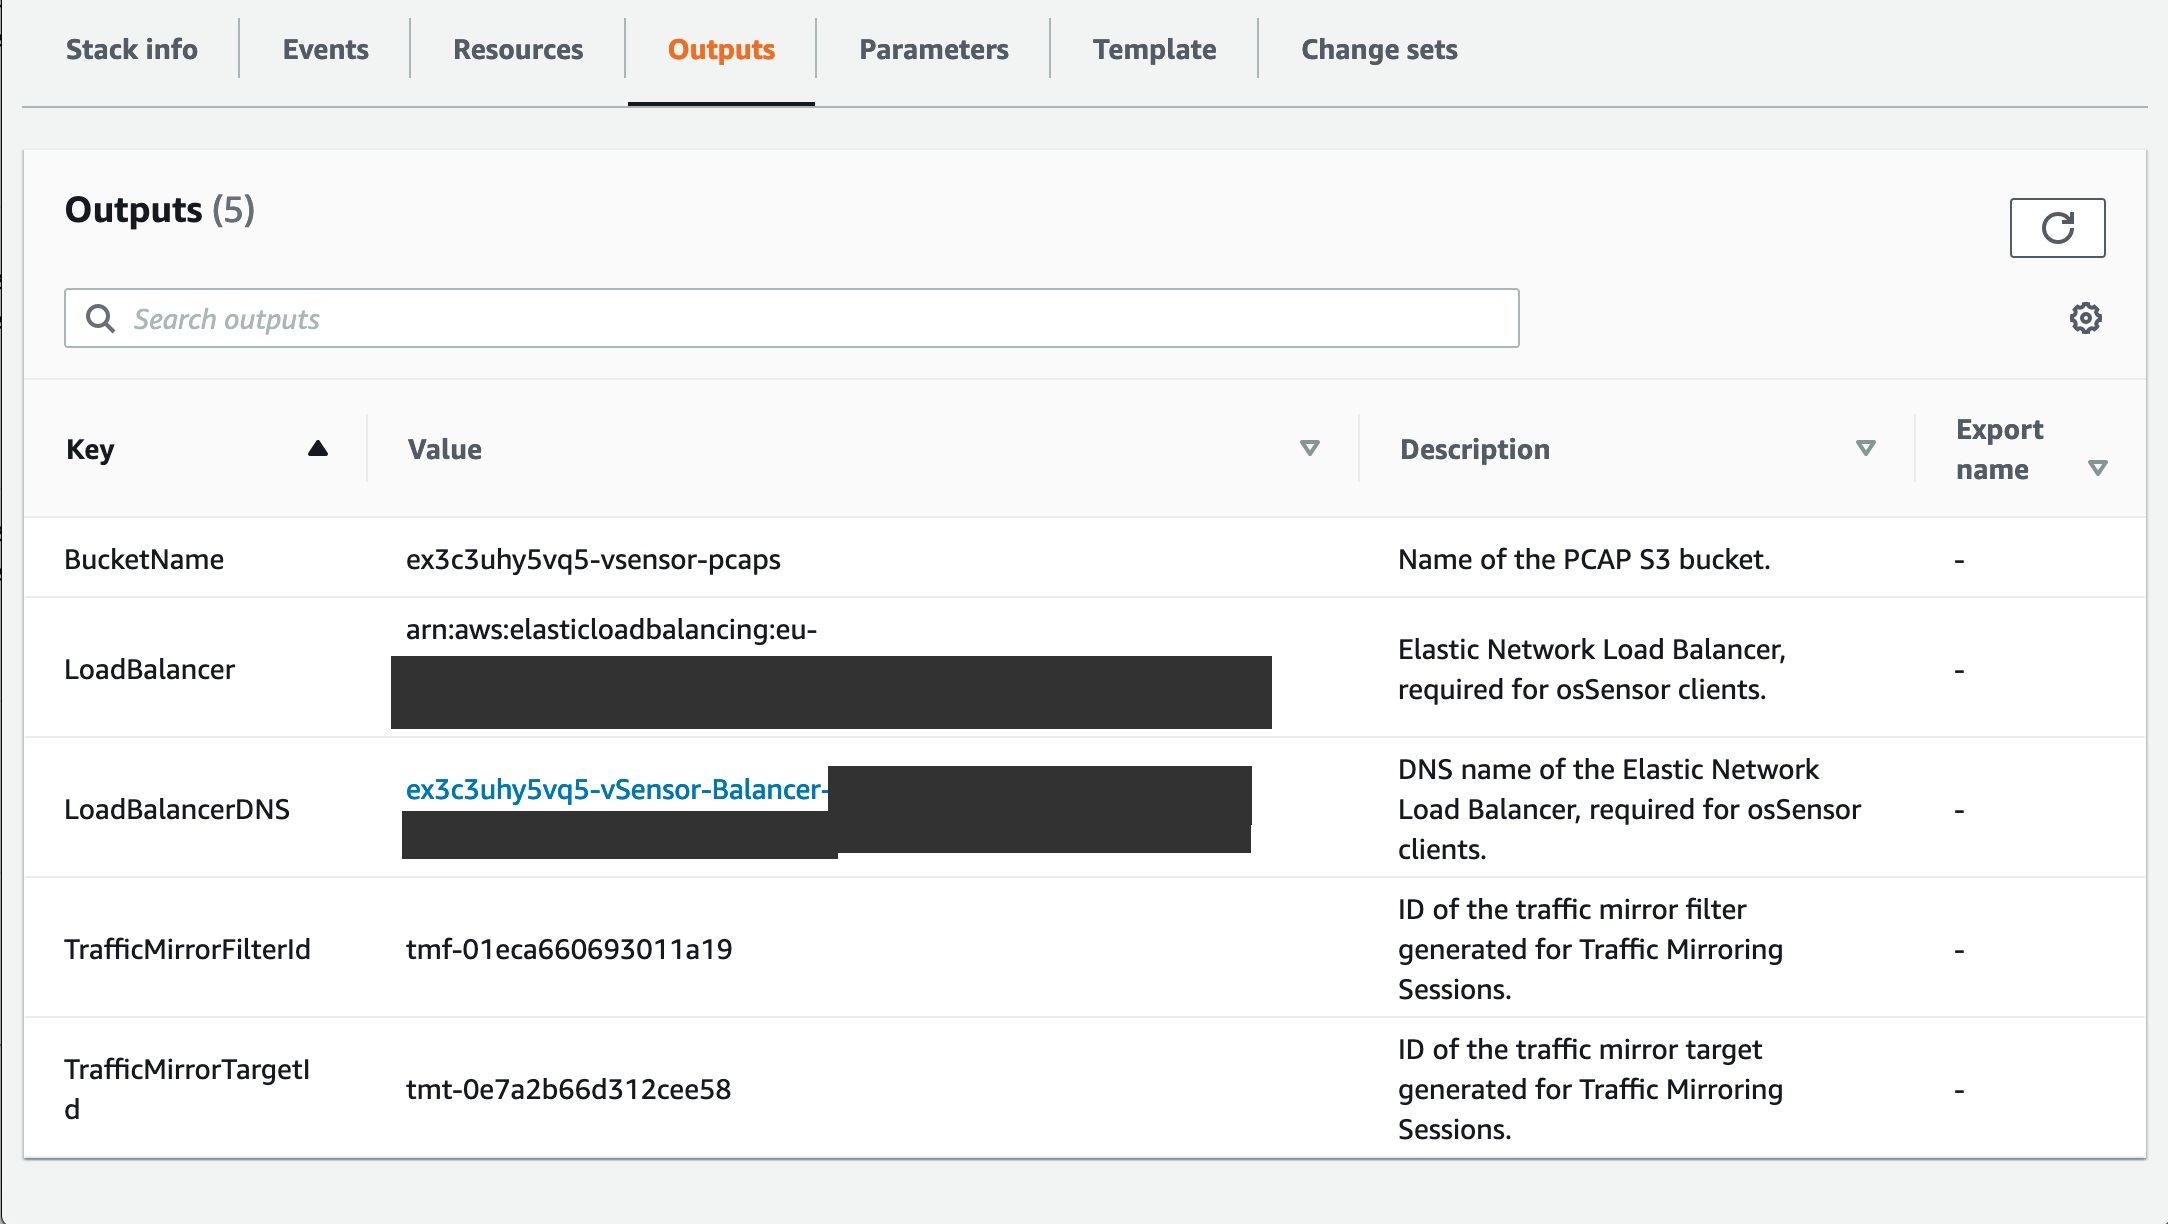 Stack info
Events
Resources
Outputs
Parameters
Template
Change sets
Outputs (5)
Search outputs
Key
Value
Description
Export
name
BucketName
ex3c3uhy5vq5-vsensor-pcaps
Name of the PCAP S3 bucket.
-
LoadBalancer
arn:aws:elasticloadbalancing:eu-
Elastic Network Load Balancer,
required for osSensor clients.
-
LoadBalancerDNS
ex3c3uhy5vq5-vSensor-Balancer-
DNS name of the Elastic Network
Load Balancer, required for osSensor
clients.
-
TrafficMirrorFilterId
tmf-01eca660693011a19
ID of the traffic mirror filter
generated for Traffic Mirroring
Sessions.
-
TrafficMirrorTargetI
d
tmt-0e7a2b66d312cee58
ID of the traffic mirror target
generated for Traffic Mirroring
Sessions.
-